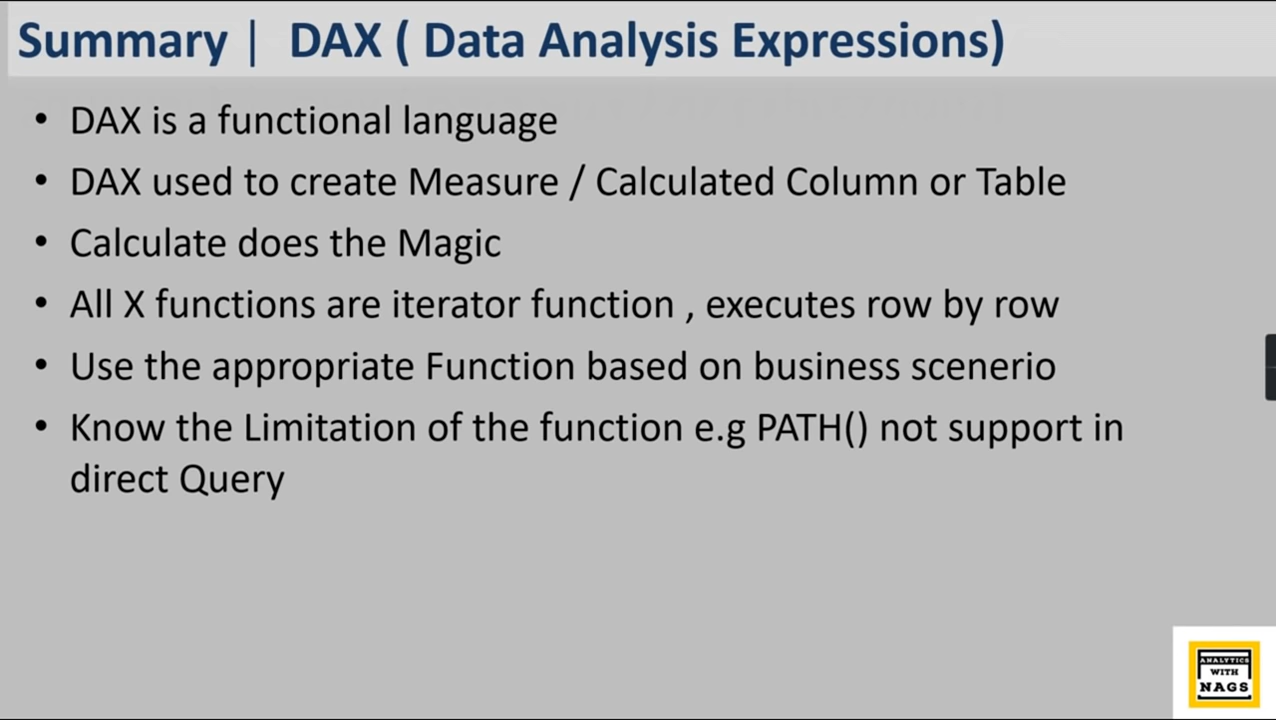 Summary | DAX ( Data Analysis Expressions)
• DAX is a functional language
• DAX used to create Measure / Calculated Column or Table
• Calculate does the Magic
• All X functions are iterator function , executes row by row
• Use the appropriate Function based on business scenerio
• Know the Limitation of the function e.g PATH() not support in
direct Query
ANALYTICS
WITH
NAGS